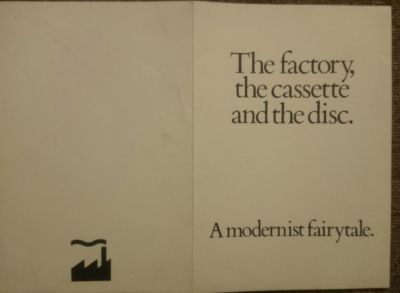 The factory,
the cassette
and the disc.
A modernist fairytale.